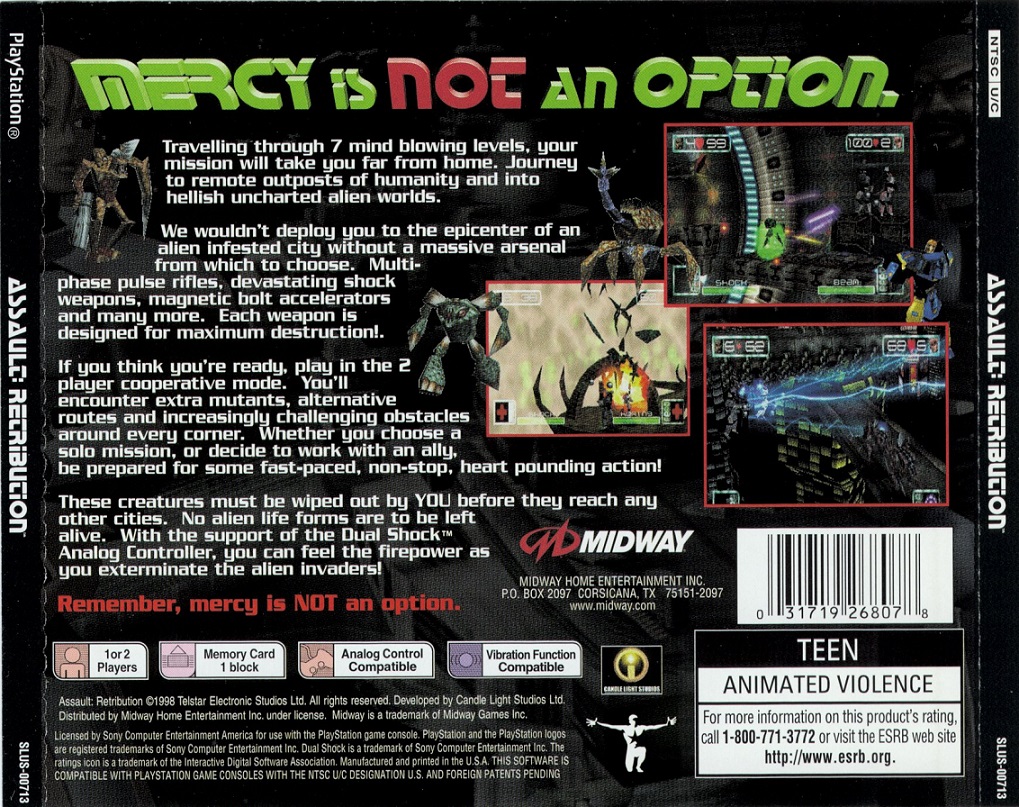 MERCY IS NOT AN OPTION.
Travelling through 7 mind blowing levels, your
mission will take you far from home. Journey
to remote outposts of humanity and into
hellish uncharted alien worlds.
We wouldn't deploy you to the epicenter of an
alien infested city without a massive arsenal
from which to choose. Multi-
phase pulse rifles, devastating shock
weapons, magnetic bolt accelerators
and many more. Each weapon is
designed for maximum destruction!.
If you think you're ready, play in the 2
player cooperative mode. You'll
encounter extra mutants, alternative
routes and increasingly challenging obstacles
around every corner. Whether you choose a
solo mission, or decide to work with an ally,
be prepared for some fast-paced, non-stop, heart pounding action!
These creatures must be wiped out by YOU before they reach any
other cities. No alien life forms are to be left
alive. With the support of the Dual Shock™
Analog Controller, you can feel the firepower as
you exterminate the alien invaders!
Remember, mercy is NOT an option.
4 99
100 2
SHOCK
BEAM
6 62
69 9
MIDWAY
MIDWAY HOME ENTERTAINMENT INC.
P.O. BOX 2097 CORSICANA, TX 75151-2097
www.midway.com
0 31719 26807 8
1 or 2
Players
Memory Card
1 block
Analog Control
Compatible
Vibration Function
Compatible
CANDLE LIGHT STUDIOS
TEEN
ANIMATED VIOLENCE
For more information on this product's rating,
call 1-800-771-3772 or visit the ESRB web site
http://www.esrb.org.
Assault: Retribution ©1998 Telstar Electronic Studios Ltd. All rights reserved. Developed by Candle Light Studios Ltd.
Distributed by Midway Home Entertainment Inc. under license. Midway is a trademark of Midway Games Inc.
Licensed by Sony Computer Entertainment America for use with the PlayStation game console. PlayStation and the PlayStation logos
are registered trademarks of Sony Computer Entertainment Inc. Dual Shock is a trademark of Sony Computer Entertainment Inc. The
ratings icon is a trademark of the Interactive Digital Software Association. Manufactured and printed in the U.S.A. THIS SOFTWARE IS
COMPATIBLE WITH PLAYSTATION GAME CONSOLES WITH THE NTSC U/C DESIGNATION U.S. AND FOREIGN PATENTS PENDING
PlayStation ®
ASSAULT: RETRIBUTION™
SLUS-00713
NTSC U/C
ASSAULT: RETRIBUTION™
SLUS-00713